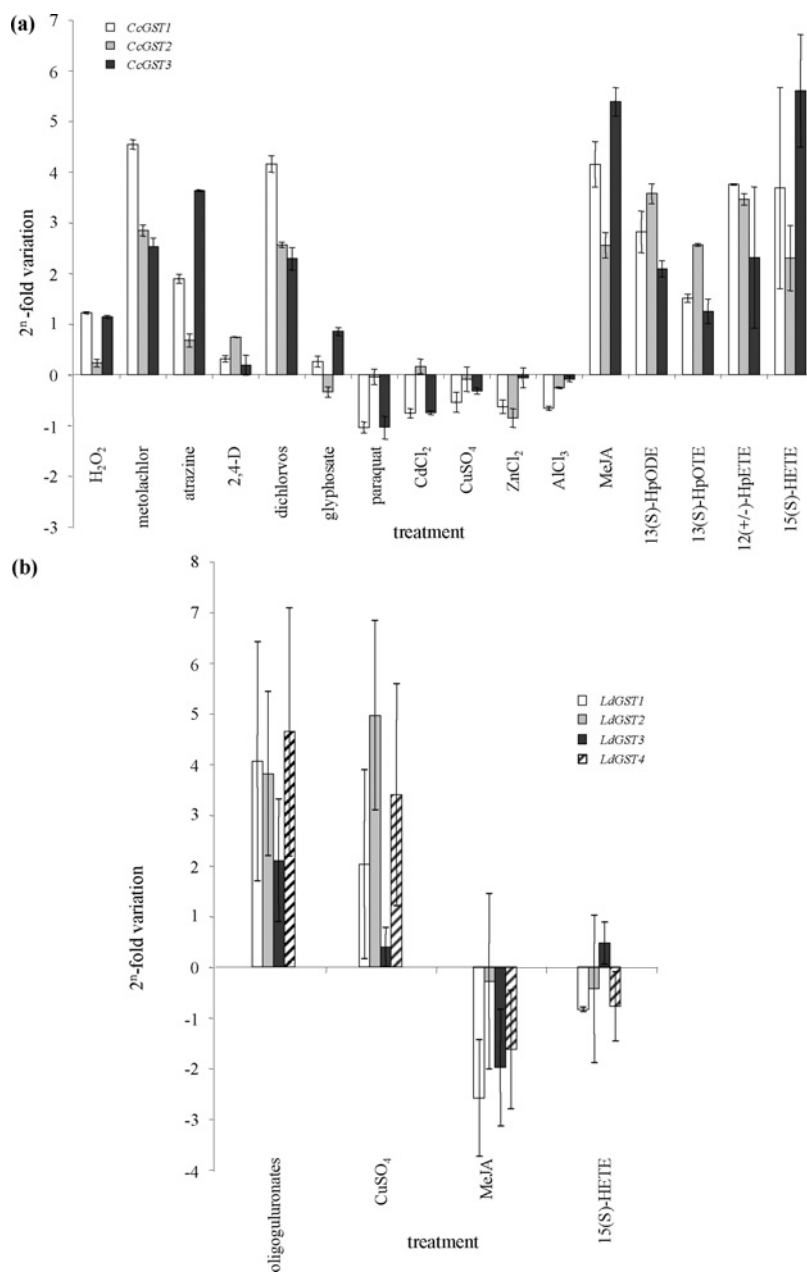 (a)
CcGST1
CcGST2
CcGST3
7
6
5
4
3
2
1
0
-1
-2
-3
2ⁿ-fold variation
H₂O₂
metolachlor
atrazine
2,4-D
dichlorvos
glyphosate
paraquat
CdCl₂
CuSO₄
ZnCl₂
AlCl₃
MeJA
13(S)-HpODE
13(S)-HpOTE
12(+/-)-HpETE
15(S)-HETE
treatment
(b)
8
7
6
5
4
3
2
1
0
-1
-2
-3
-4
2ⁿ-fold variation
LdGST1
LdGST2
LdGST3
LdGST4
oligoguluronates
CuSO₄
MeJA
15(S)-HETE
treatment